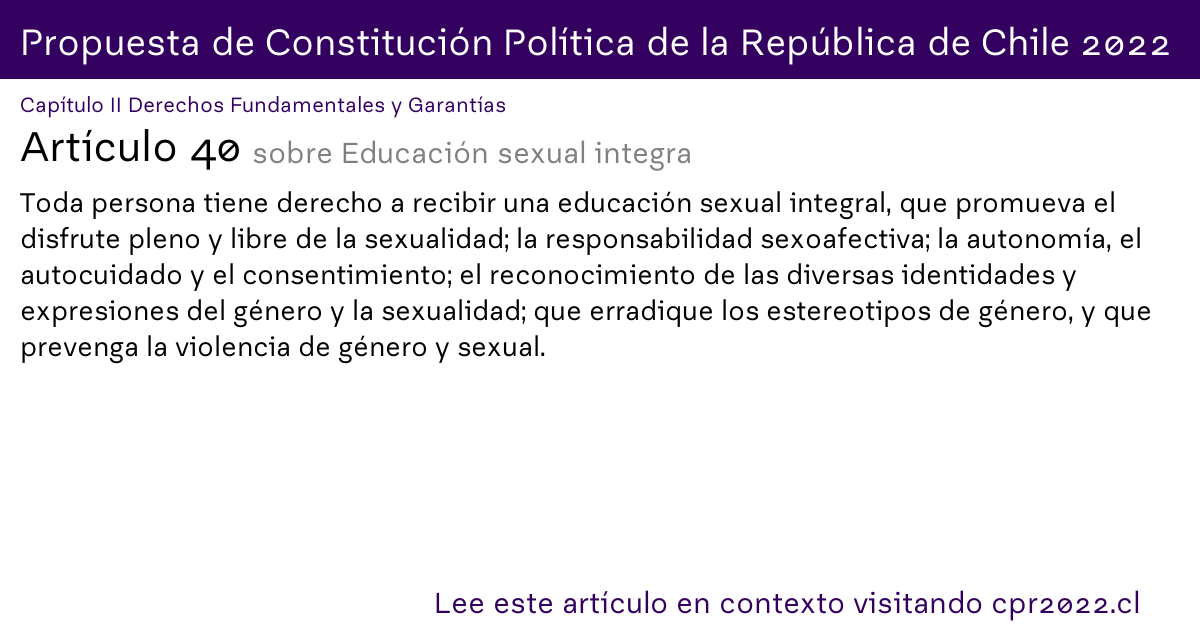 Propuesta de Constitución Política de la República de Chile 2022
Capítulo II Derechos Fundamentales y Garantías
Artículo 40 sobre Educación sexual integra
Toda persona tiene derecho a recibir una educación sexual integral, que promueva el
disfrute pleno y libre de la sexualidad; la responsabilidad sexoafectiva; la autonomía, el
autocuidado y el consentimiento; el reconocimiento de las diversas identidades y
expresiones del género y la sexualidad; que erradique los estereotipos de género, y que
prevenga la violencia de género y sexual.
Lee este artículo en contexto visitando cpr2022.cl